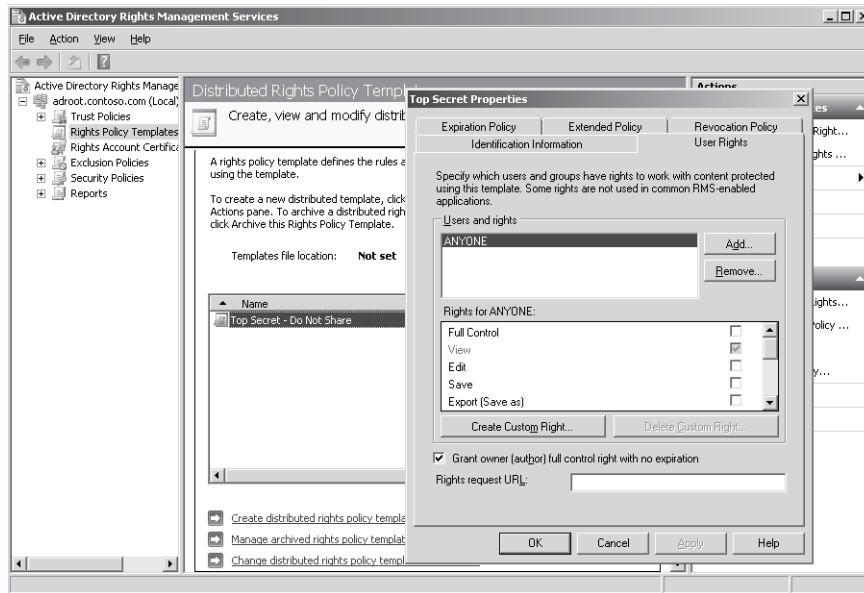 Active Directory Rights Management Services
File Action View Help
Active Directory Rights Manage
adroot.contoso.com (Local)
Trust Policies
Rights Policy Templates
Rights Account Certifica
Exclusion Policies
Security Policies
Reports
Distributed Rights Policy Templ
Create, view and modify distrib
A rights policy template defines the rules a
using the template.
To create a new distributed template, click
Actions pane. To archive a distributed righ
click Archive this Rights Policy Template.
Templates file location: Not set
Name
Top Secret - Do Not Share
Create distributed rights policy templa
Manage archived rights policy templat
Change distributed rights policy templ
Top Secret Properties
Expiration Policy Extended Policy Revocation Policy
Identification Information User Rights
Specify which users and groups have rights to work with content protected
using this template. Some rights are not used in common RMS-enabled
applications.
Users and rights
ANYONE
Add...
Remove...
Rights for ANYONE:
Full Control
View
Edit
Save
Export (Save as)
Create Custom Right... Delete Custom Right...
Grant owner (author) full control right with no expiration
Rights request URL:
OK Cancel Apply Help
Actions
es
Right...
ghts ...
ights...
olicy ...
y...